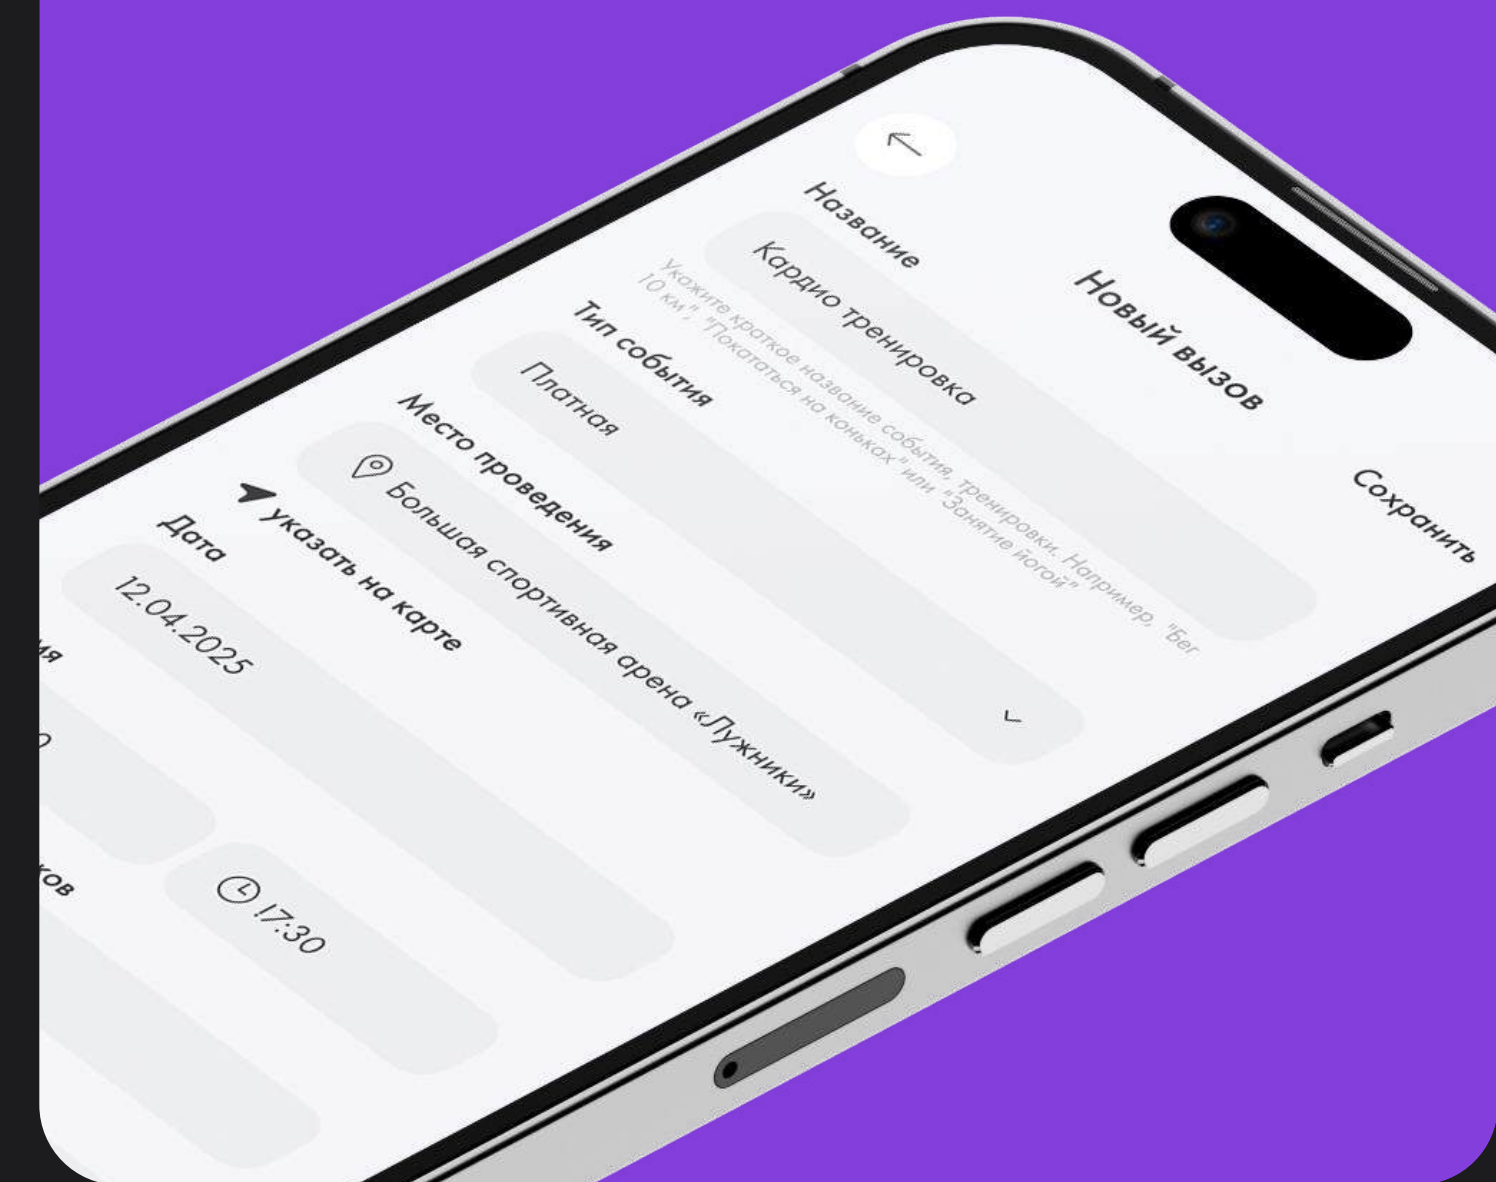 Новый вызов
Сохранить
Название
Кардио тренировка
Укажите краткое название события, тренировки. Например, "Бег
10 км", "Покататься на коньках" или "Занятие йогой"
Тип события
Платная
Место проведения
Большая спортивная арена «Лужники»
указать на карте
Дата
12.04.2025
17:30